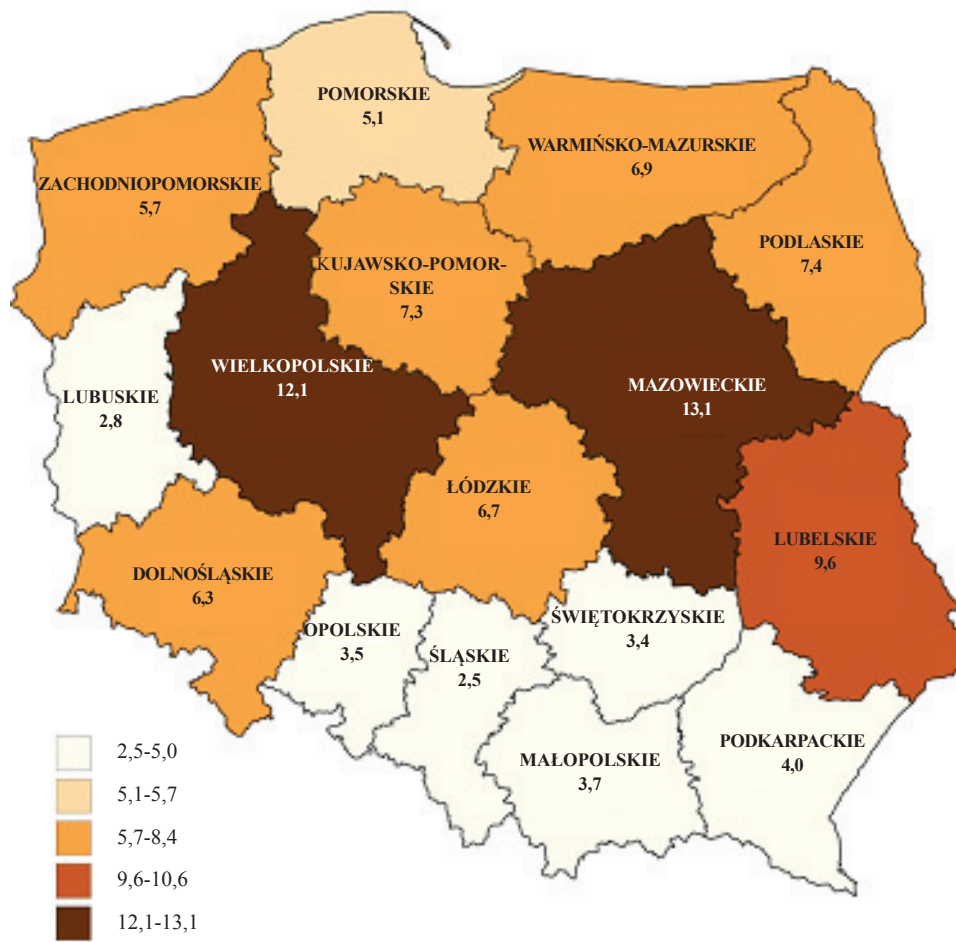 POMORSKIE
5,1
WARMIŃSKO-MAZURSKIE
6,9
ZACHODNIOPOMORSKIE
5,7
PODLASKIE
7,4
KUJAWSKO-POMOR-
SKIE
7,3
WIELKOPOLSKIE
12,1
MAZOWIECKIE
13,1
LUBUSKIE
2,8
ŁÓDZKIE
6,7
LUBELSKIE
9,6
DOLNOŚLĄSKIE
6,3
OPOLSKIE
3,5
ŚWIĘTOKRZYSKIE
3,4
ŚLĄSKIE
2,5
MAŁOPOLSKIE
3,7
PODKARPACKIE
4,0
2,5-5,0
5,1-5,7
5,7-8,4
9,6-10,6
12,1-13,1